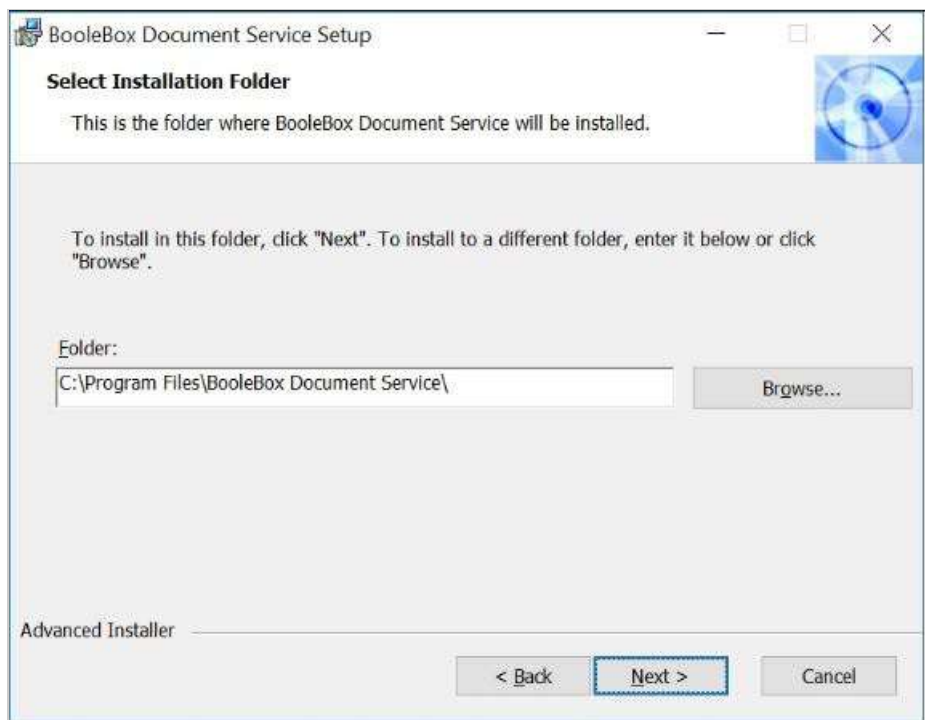 BooleBox Document Service Setup
Select Installation Folder
This is the folder where BooleBox Document Service will be installed.
To install in this folder, click "Next". To install to a different folder, enter it below or click
"Browse".
Folder:
C:\Program Files\BooleBox Document Service\
Browse...
Advanced Installer
< Back
Next >
Cancel